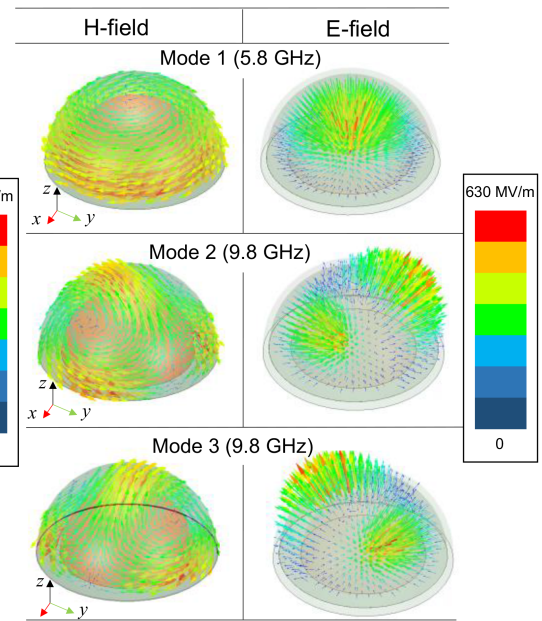 H-field E-field
Mode 1 (5.8 GHz)
z
x y
/m
630 MV/m
Mode 2 (9.8 GHz)
z
x y
0
Mode 3 (9.8 GHz)
z
y